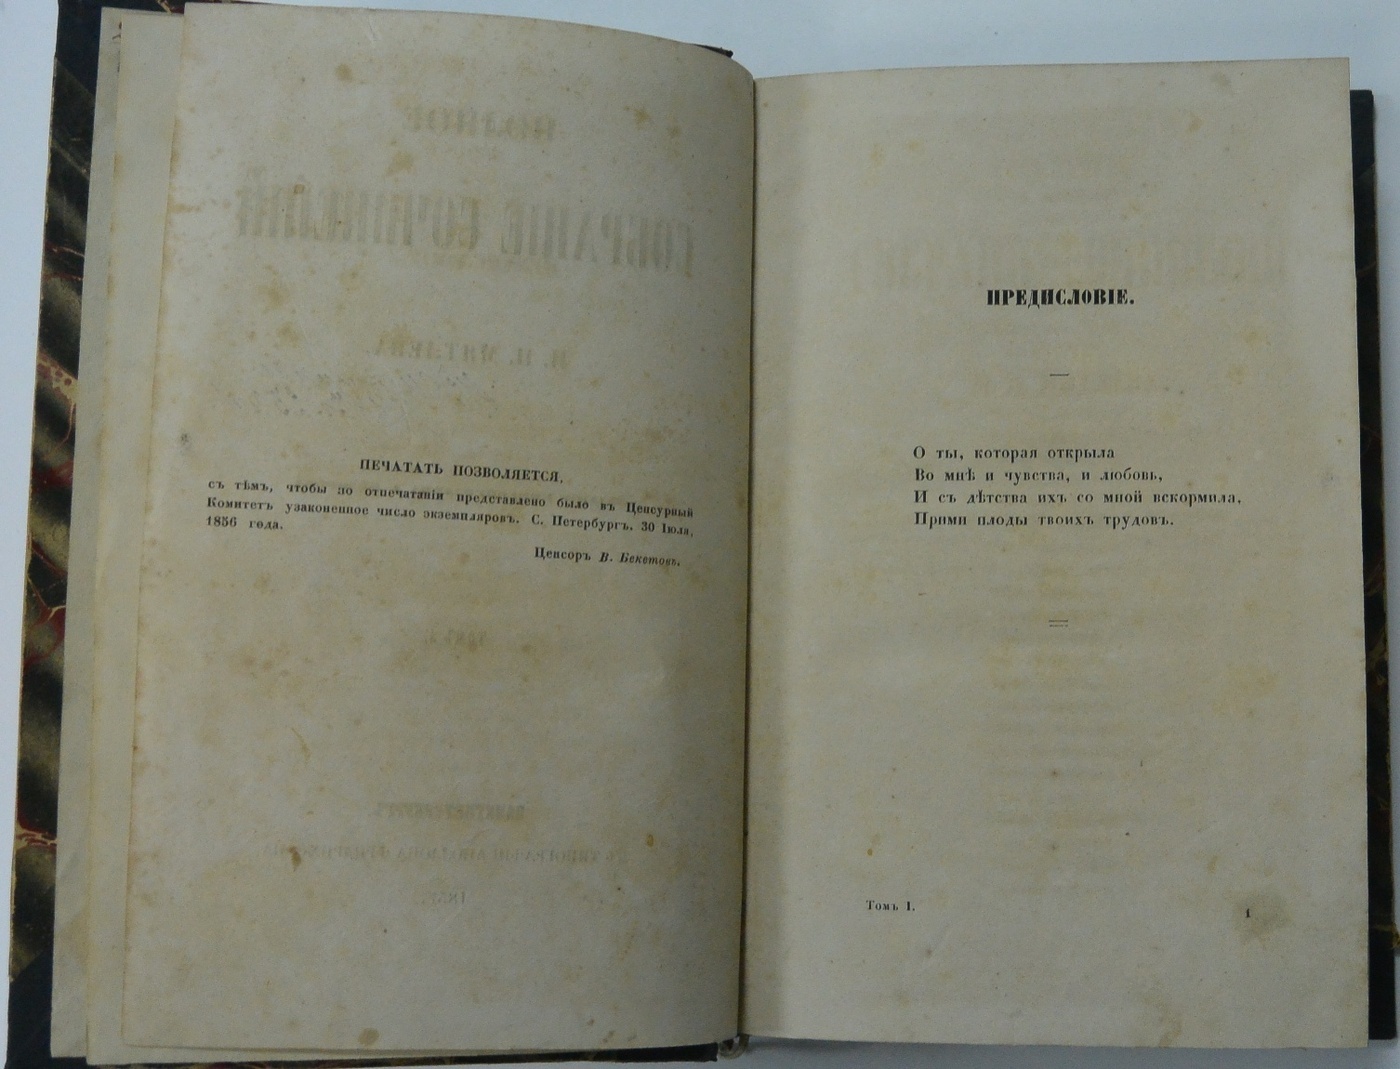 ПЕЧАТАТЬ ПОЗВОЛЯЕТСЯ,
съ тѣмъ, чтобы по отпечатаніи представлено было въ Ценсурный
Комитетъ узаконенное число экземпляровъ. С. Петербургъ. 30 Іюля,
1856 года.
Ценсоръ В. Бекетовъ.
ПРЕДИСЛОВІЕ.
О ты, которая открыла
Во мнѣ и чувства, и любовь,
И съ дѣтства ихъ со мной вскормила,
Прими плоды твоихъ трудовъ.
Томъ I.
1